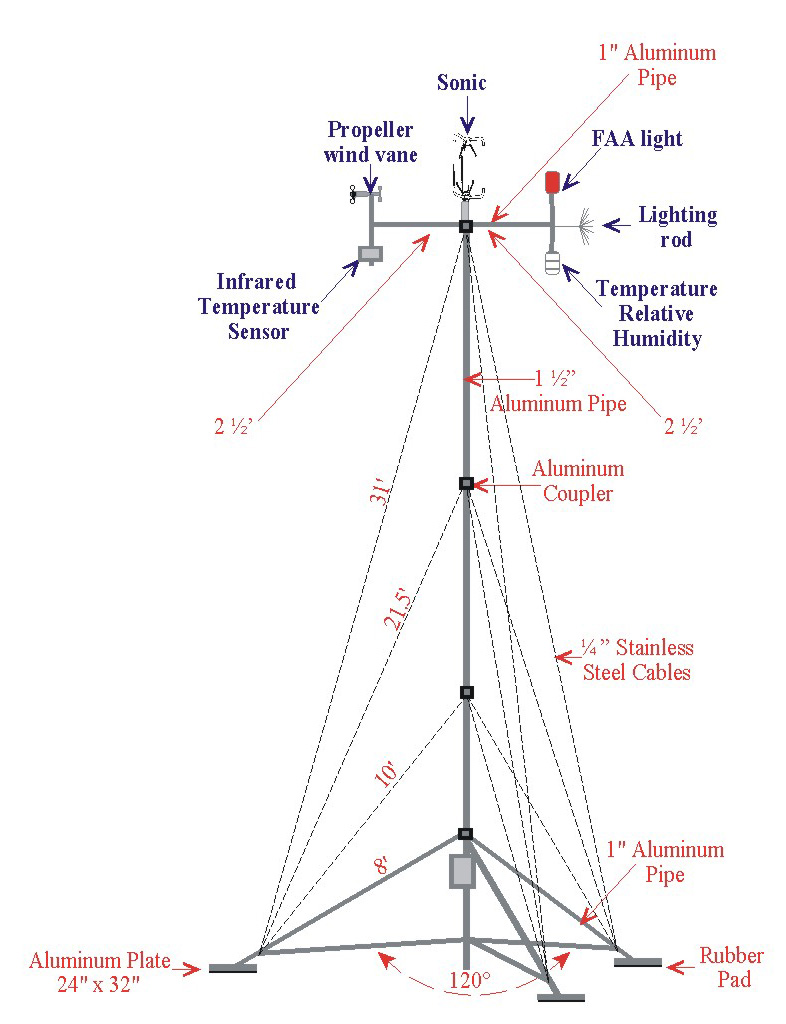 1" Aluminum
Pipe
Sonic
Propeller
wind vane
FAA light
Lighting
rod
Infrared
Temperature
Sensor
Temperature
Relative
Humidity
1 ½”
Aluminum Pipe
2 ½’
2 ½’
Aluminum
Coupler
31'
21.5'
¼” Stainless
Steel Cables
10'
8'
1" Aluminum
Pipe
Aluminum Plate
24" x 32"
120°
Rubber
Pad